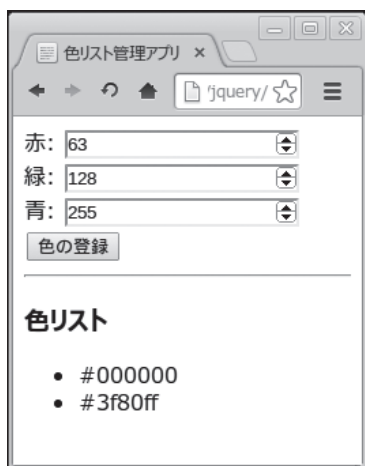 色リスト管理アプリ ×
'jquery/
赤: 63
緑: 128
青: 255
色の登録
色リスト
• #000000
• #3f80ff